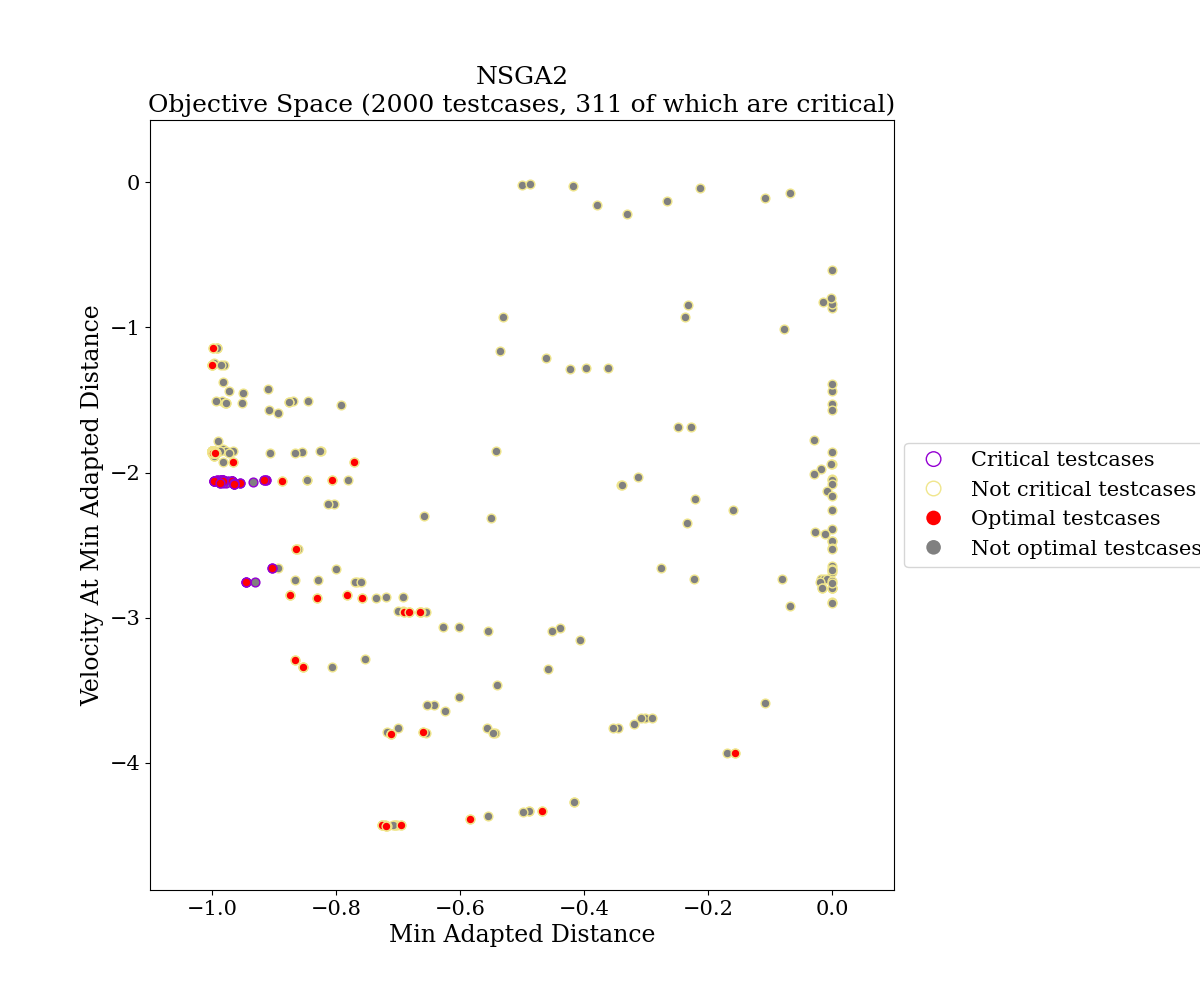 NSGA2
Objective Space (2000 testcases, 311 of which are critical)
0
−1
−2
−3
−4
Velocity At Min Adapted Distance
−1.0
−0.8
−0.6
−0.4
−0.2
0.0
Min Adapted Distance
Critical testcases
Not critical testcases
Optimal testcases
Not optimal testcases